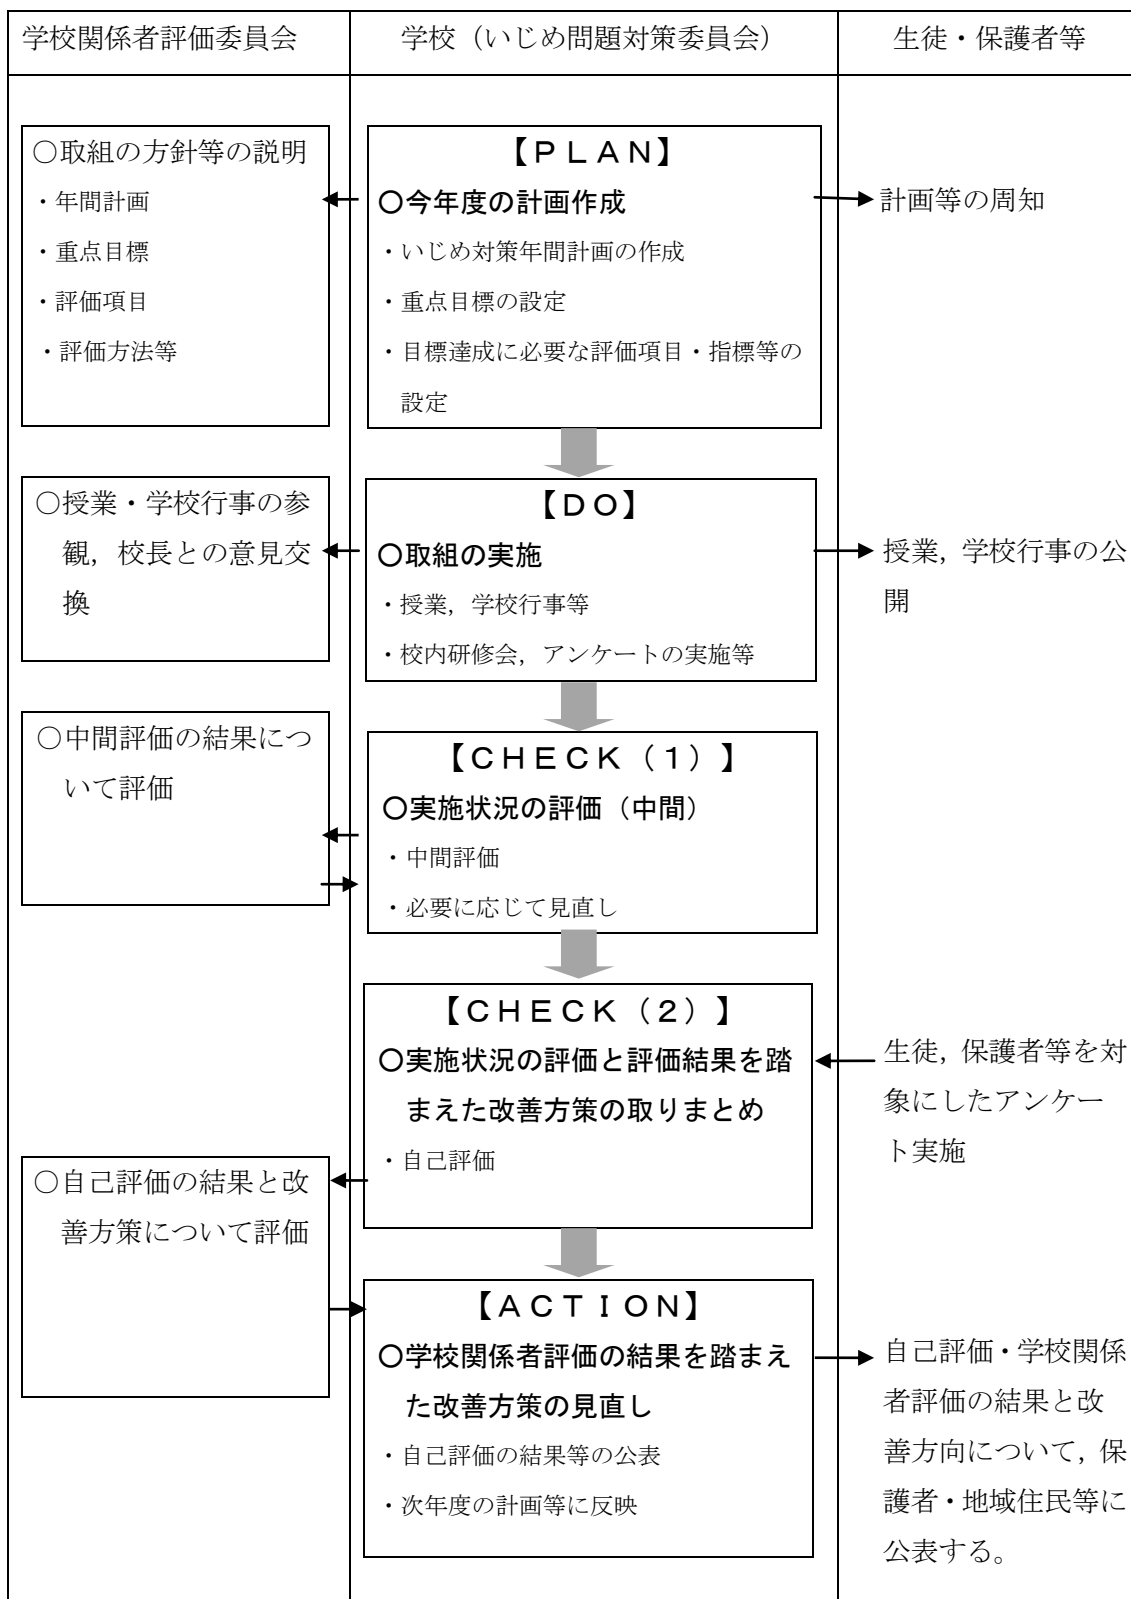 学校関係者評価委員会
学校（いじめ問題対策委員会）
生徒・保護者等
○取組の方針等の説明
・年間計画
・重点目標
・評価項目
・評価方法等
【ＰＬＡＮ】
○今年度の計画作成
・いじめ対策年間計画の作成
・重点目標の設定
・目標達成に必要な評価項目・指標等の
設定
計画等の周知
○授業・学校行事の参
観，校長との意見交
換
【ＤＯ】
○取組の実施
・授業，学校行事等
・校内研修会，アンケートの実施等
授業，学校行事の公
開
○中間評価の結果につ
いて評価
【ＣＨＥＣＫ（１）】
○実施状況の評価（中間）
・中間評価
・必要に応じて見直し
【ＣＨＥＣＫ（２）】
○実施状況の評価と評価結果を踏
まえた改善方策の取りまとめ
・自己評価
生徒，保護者等を対
象にしたアンケー
ト実施
○自己評価の結果と改
善方策について評価
【ＡＣＴＩＯＮ】
○学校関係者評価の結果を踏まえ
た改善方策の見直し
・自己評価の結果等の公表
・次年度の計画等に反映
自己評価・学校関係
者評価の結果と改
善方向について，保
護者・地域住民等に
公表する。